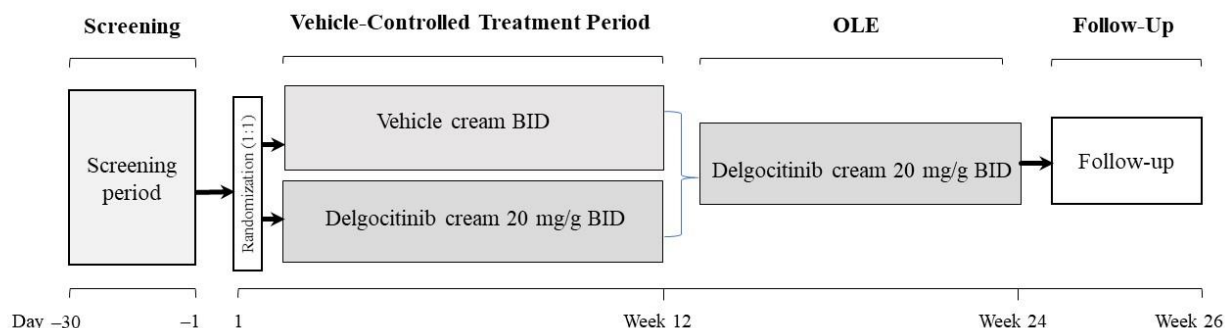 Screening
Vehicle-Controlled Treatment Period
OLE
Follow-Up
Screening
period
Randomization (1:1)
Vehicle cream BID
Delgocitinib cream 20 mg/g BID
Delgocitinib cream 20 mg/g BID
Follow-up
Day –30
–1
1
Week 12
Week 24
Week 26